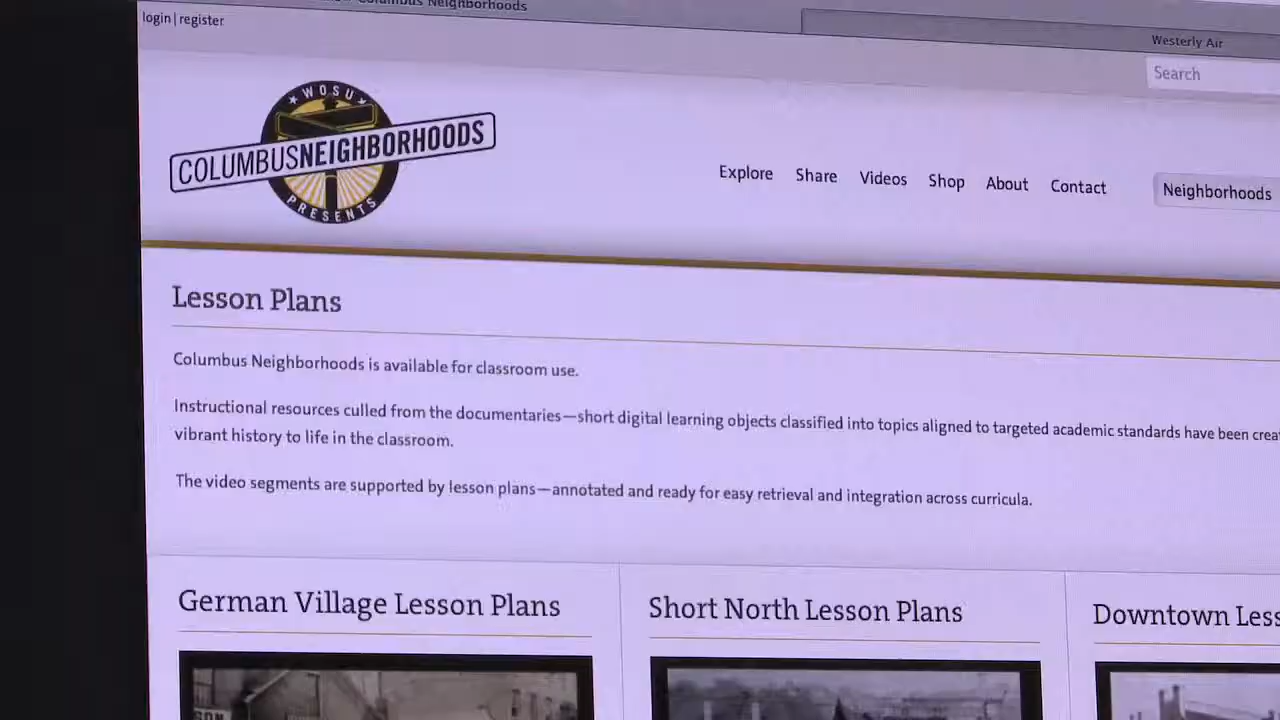 Columbus Neighborhoods
login | register
Westerly Air
Search
WOSU
COLUMBUSNEIGHBORHOODS
PRESENTS
Explore
Share
Videos
Shop
About
Contact
Neighborhoods
Lesson Plans
Columbus Neighborhoods is available for classroom use.
Instructional resources culled from the documentaries—short digital learning objects classified into topics aligned to targeted academic standards have been
vibrant history to life in the classroom.
The video segments are supported by lesson plans—annotated and ready for easy retrieval and integration across curricula.
German Village Lesson Plans
Short North Lesson Plans
Downtown